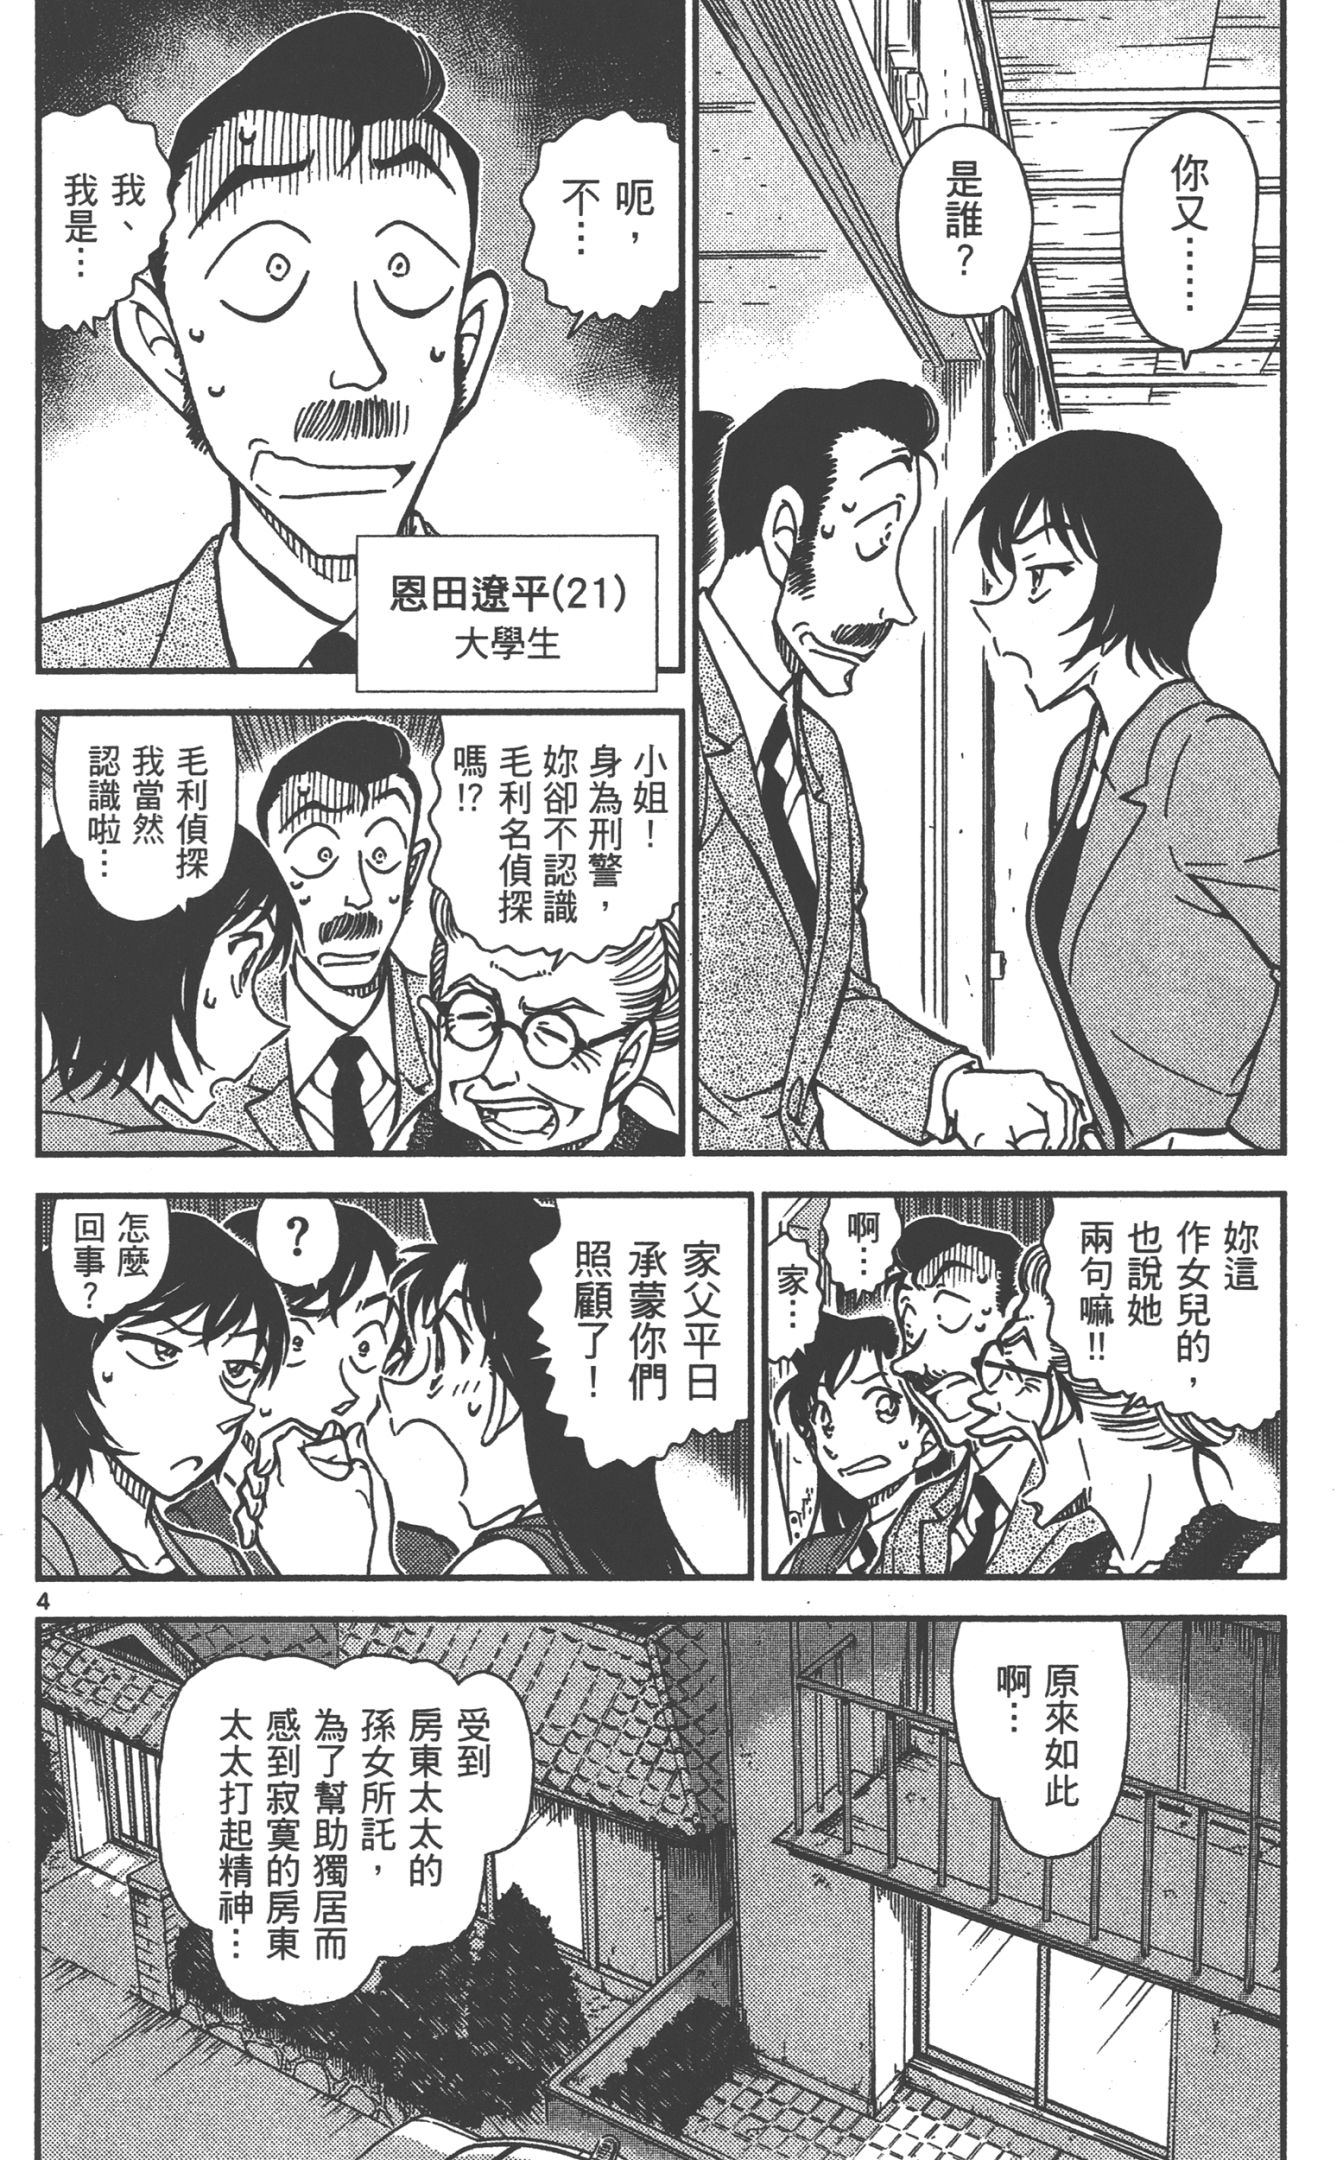 你又……
是誰？
呃，
不…
我、
我是…
恩田遼平(21)
大學生
小姐！
身為刑警，
妳卻不認識
毛利名偵探
嗎!?
毛利偵探
我當然
認識啦…
妳這
作女兒的，
也說她
兩句嘛!!
啊…
家…
家父平日
承蒙你們
照顧了！
？
怎麼
回事？
4
原來如此
啊…
受到
房東太太的
孫女所託，
為了幫助獨居而
感到寂寞的房東
太太打起精神…